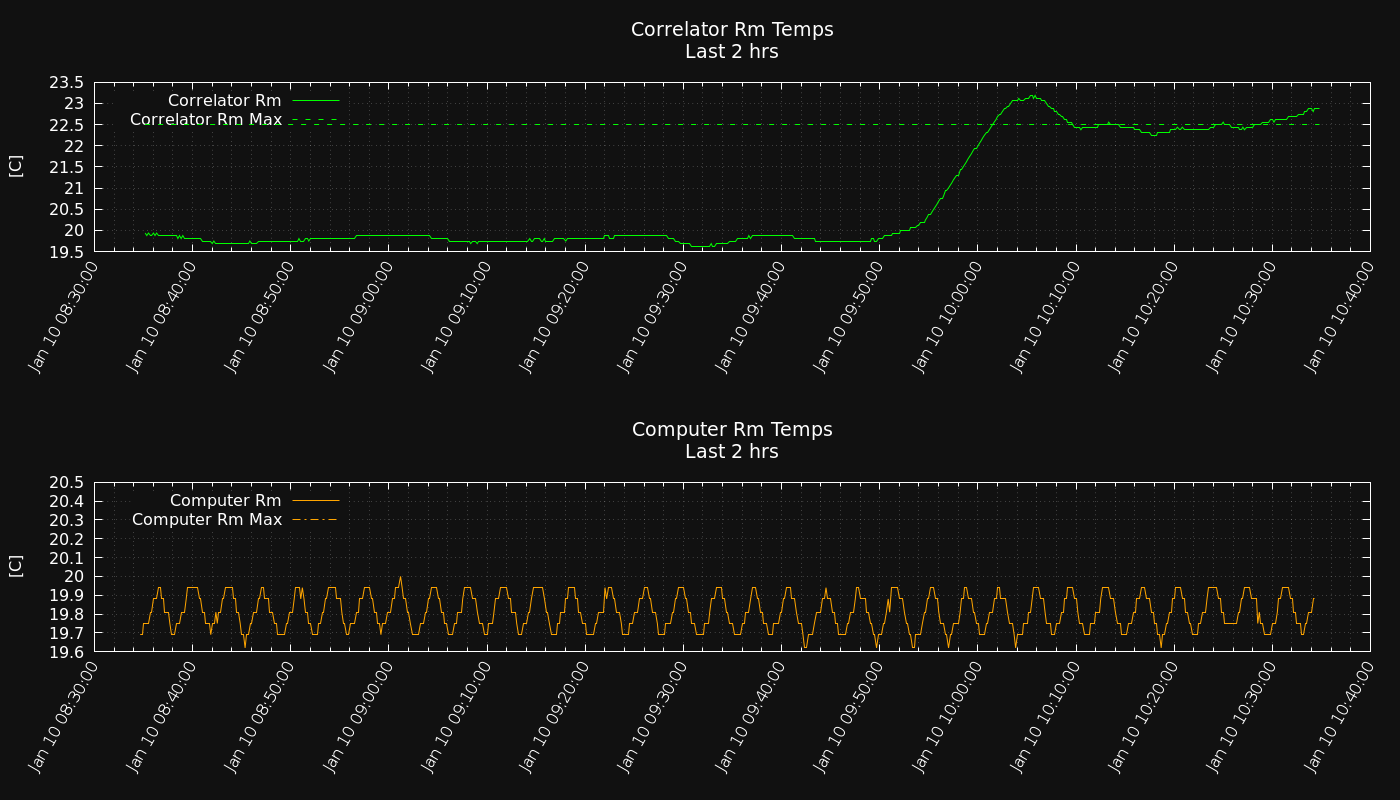 Correlator Rm Temps
Last 2 hrs
23.5
23
22.5
22
21.5
21
20.5
20
19.5
[C]
Correlator Rm
Correlator Rm Max
Jan 10 08:30:00
Jan 10 08:40:00
Jan 10 08:50:00
Jan 10 09:00:00
Jan 10 09:10:00
Jan 10 09:20:00
Jan 10 09:30:00
Jan 10 09:40:00
Jan 10 09:50:00
Jan 10 10:00:00
Jan 10 10:10:00
Jan 10 10:20:00
Jan 10 10:30:00
Jan 10 10:40:00
Computer Rm Temps
Last 2 hrs
20.5
20.4
20.3
20.2
20.1
20
19.9
19.8
19.7
19.6
[C]
Computer Rm
Computer Rm Max
Jan 10 08:30:00
Jan 10 08:40:00
Jan 10 08:50:00
Jan 10 09:00:00
Jan 10 09:10:00
Jan 10 09:20:00
Jan 10 09:30:00
Jan 10 09:40:00
Jan 10 09:50:00
Jan 10 10:00:00
Jan 10 10:10:00
Jan 10 10:20:00
Jan 10 10:30:00
Jan 10 10:40:00